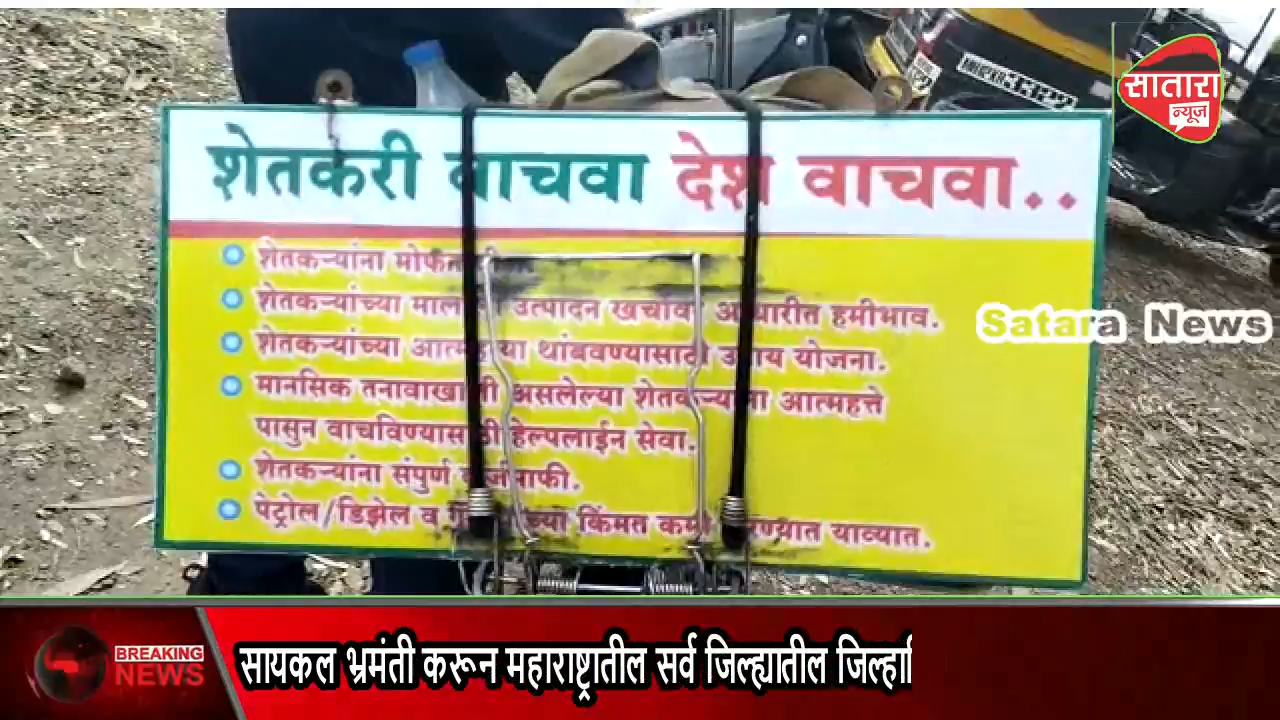 सातारा
न्यूज
शेतकरी वाचवा देश वाचवा..
शेतकऱ्यांना मोफत
शेतकऱ्यांच्या उत्पादन आधारीत हमीभाव.
Satara News
शेतकऱ्यांच्या आत्महत्या थांबवण्यासाठी उपाय योजना.
मानसिक तनावाखाली असलेल्या शेतकऱ्यांना आत्महत्ते
पासुन वाचविण्यासाठी हेल्पलाईन सेवा.
शेतकऱ्यांना संपुर्ण कर्जमाफी.
पेट्रोल/डिझेल व किंमत कमी करण्यात याव्यात.
BREAKING
NEWS
सायकल भ्रमंती करून महाराष्ट्रातील सर्व जिल्ह्यातील